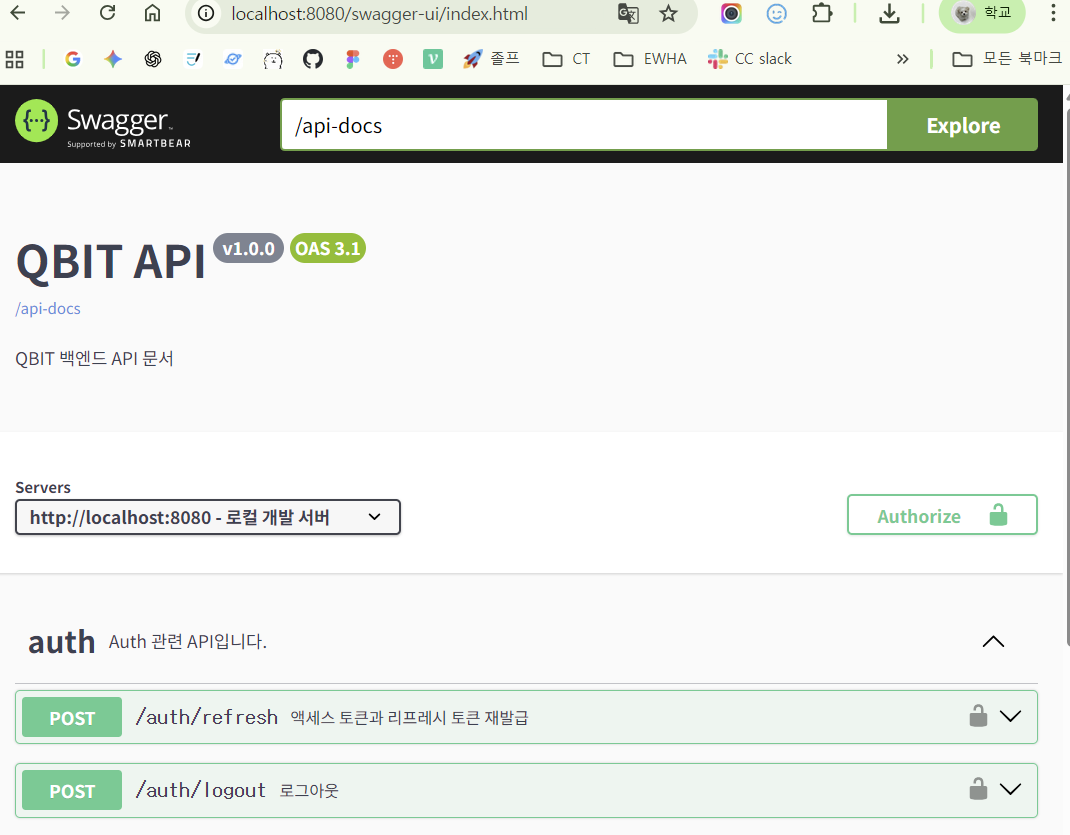 localhost:8080/swagger-ui/index.html
학교
졸프
CT
EWHA
CC slack
모든 북마크
Swagger
Supported by SMARTBEAR
/api-docs
Explore
QBIT API v1.0.0 OAS 3.1
/api-docs
QBIT 백엔드 API 문서
Servers
http://localhost:8080 - 로컬 개발 서버
Authorize
auth Auth 관련 API입니다.
POST /auth/refresh 액세스 토큰과 리프레시 토큰 재발급
POST /auth/logout 로그아웃